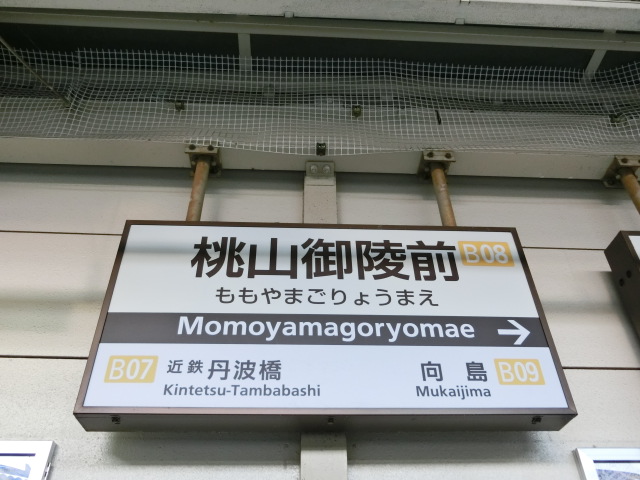 桃山御陵前 B08
ももやまごりょうまえ
Momoyamagoryomae →
B07 近鉄丹波橋 向島 B09
Kintetsu-Tambabashi Mukaijima